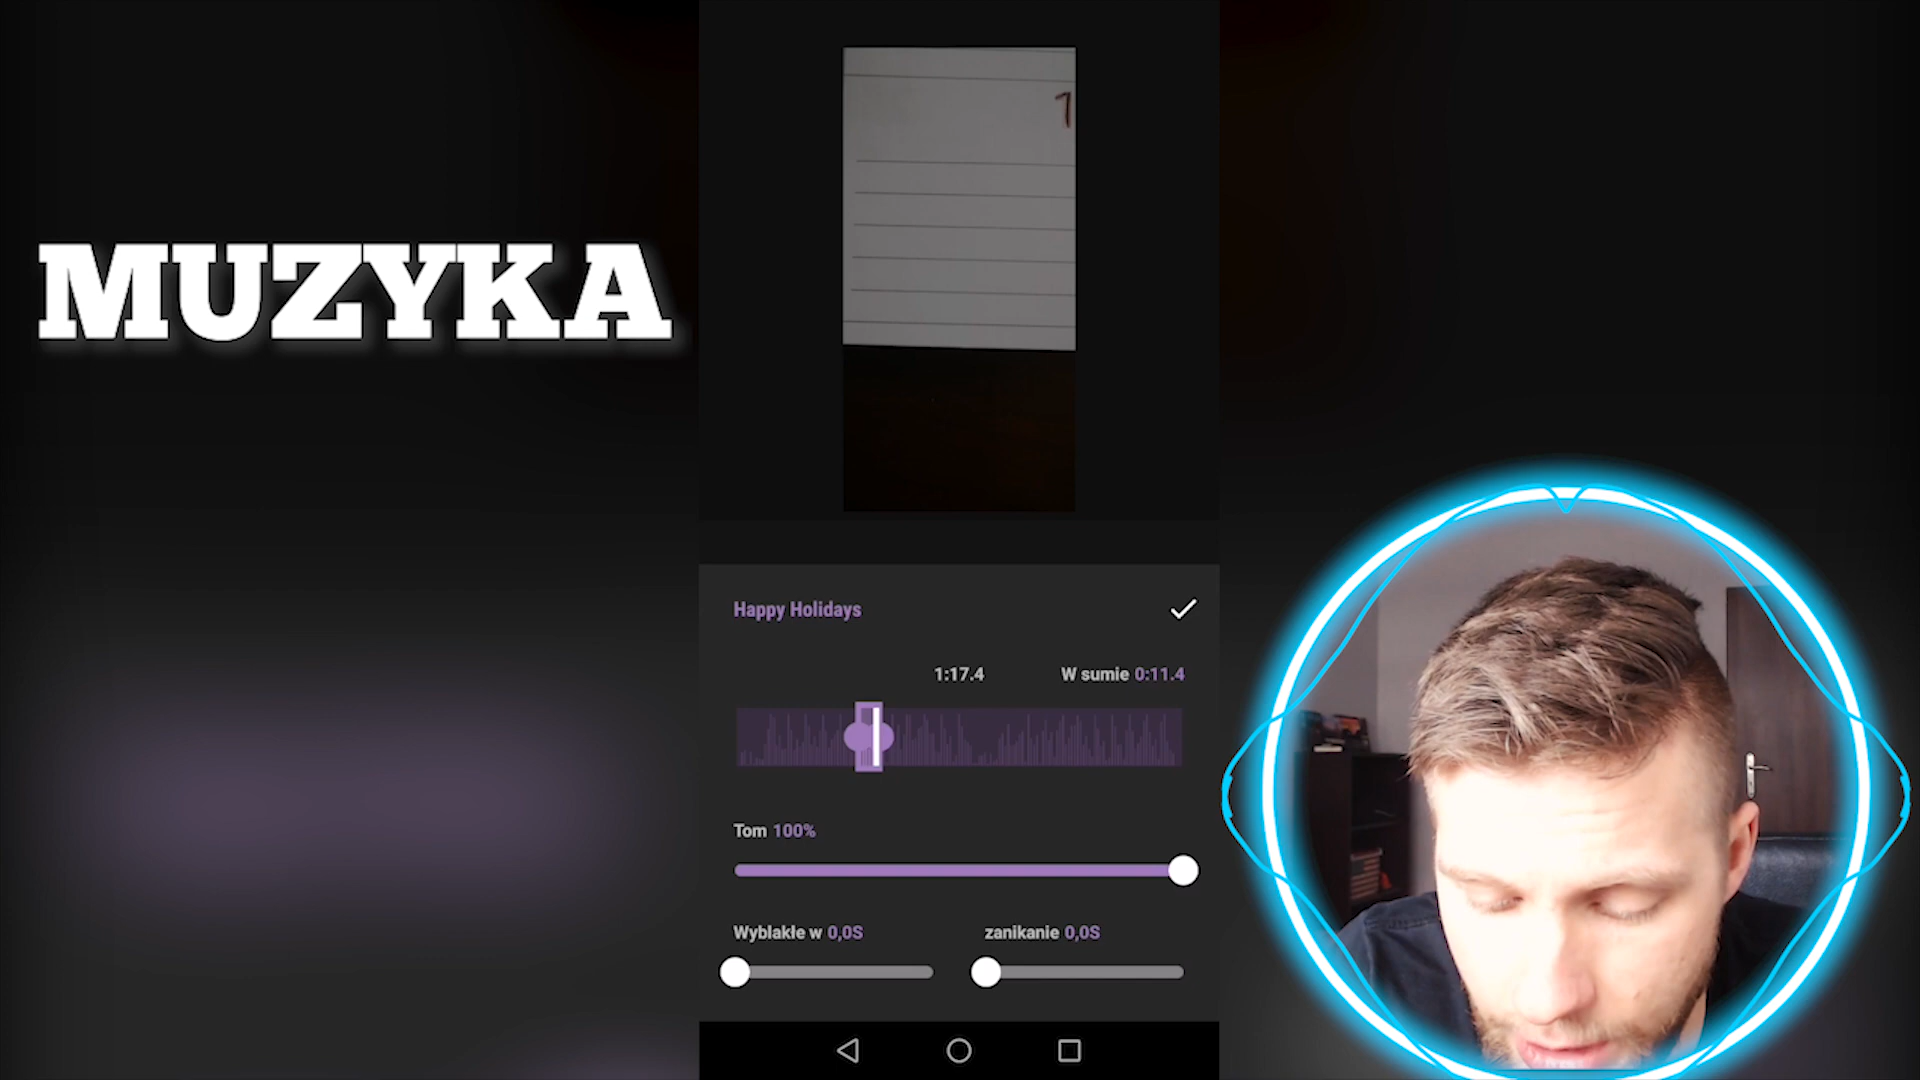 MUZYKA
1
Happy Holidays
1:17.4
W sumie 0:11.4
Tom 100%
Wyblakłe w 0,0S
zanikanie 0,0S